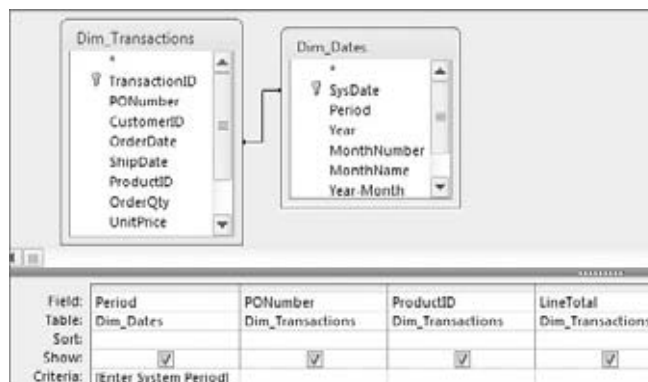 Dim_Transactions
*
TransactionID
PONumber
CustomerID
OrderDate
ShipDate
ProductID
OrderQty
UnitPrice
Dim_Dates
*
SysDate
Period
Year
MonthNumber
MonthName
Year-Month
Field: Period PONumber ProductID LineTotal
Table: Dim_Dates Dim_Transactions Dim_Transactions Dim_Transactions
Sort:
Show:
Criteria: [Enter System Period]